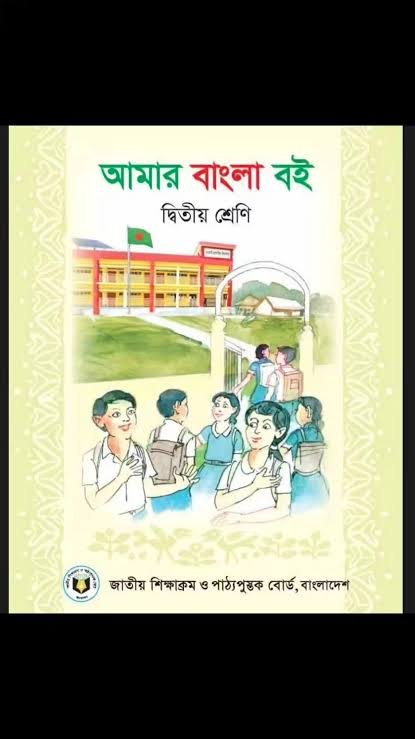 আমার বাংলা বই
দ্বিতীয় শ্রেণি
জাতীয় শিক্ষাক্রম ও পাঠ্যপুস্তক বোর্ড, বাংলাদেশ